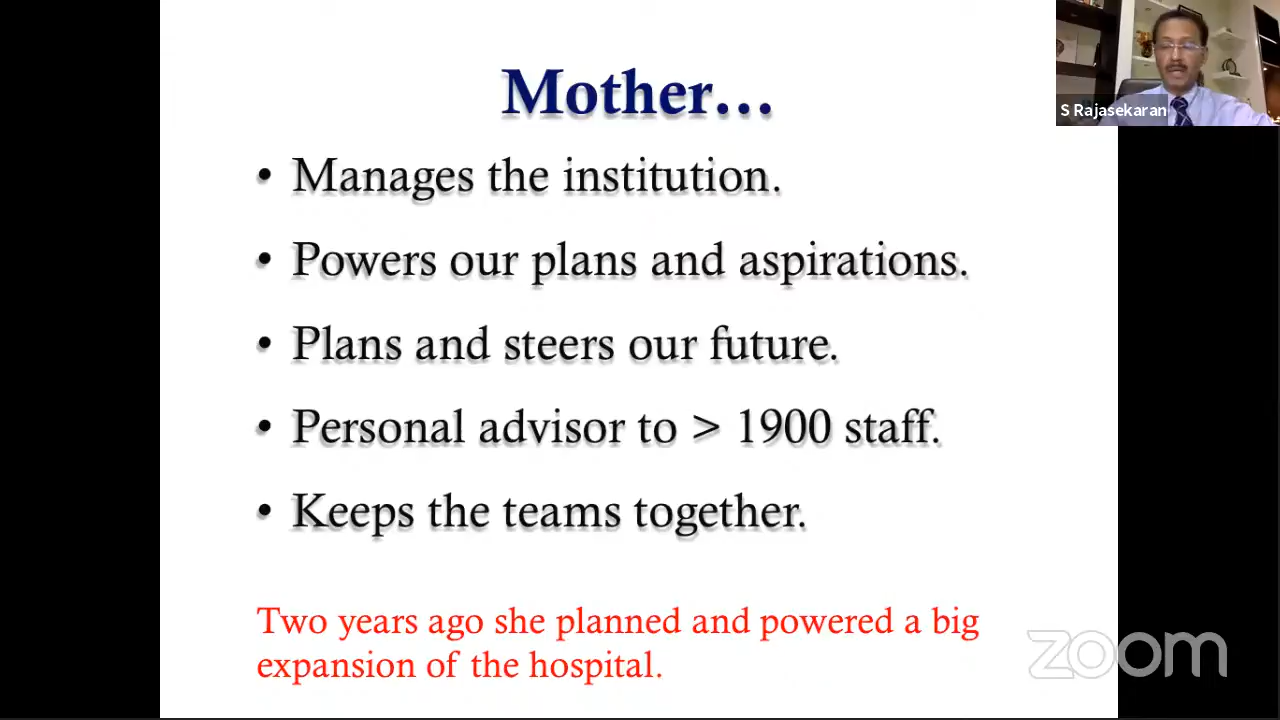 Mother...
S Rajasekaran
• Manages the institution.
• Powers our plans and aspirations.
• Plans and steers our future.
• Personal advisor to > 1900 staff.
• Keeps the teams together.
Two years ago she planned and powered a big
expansion of the hospital.
zoom